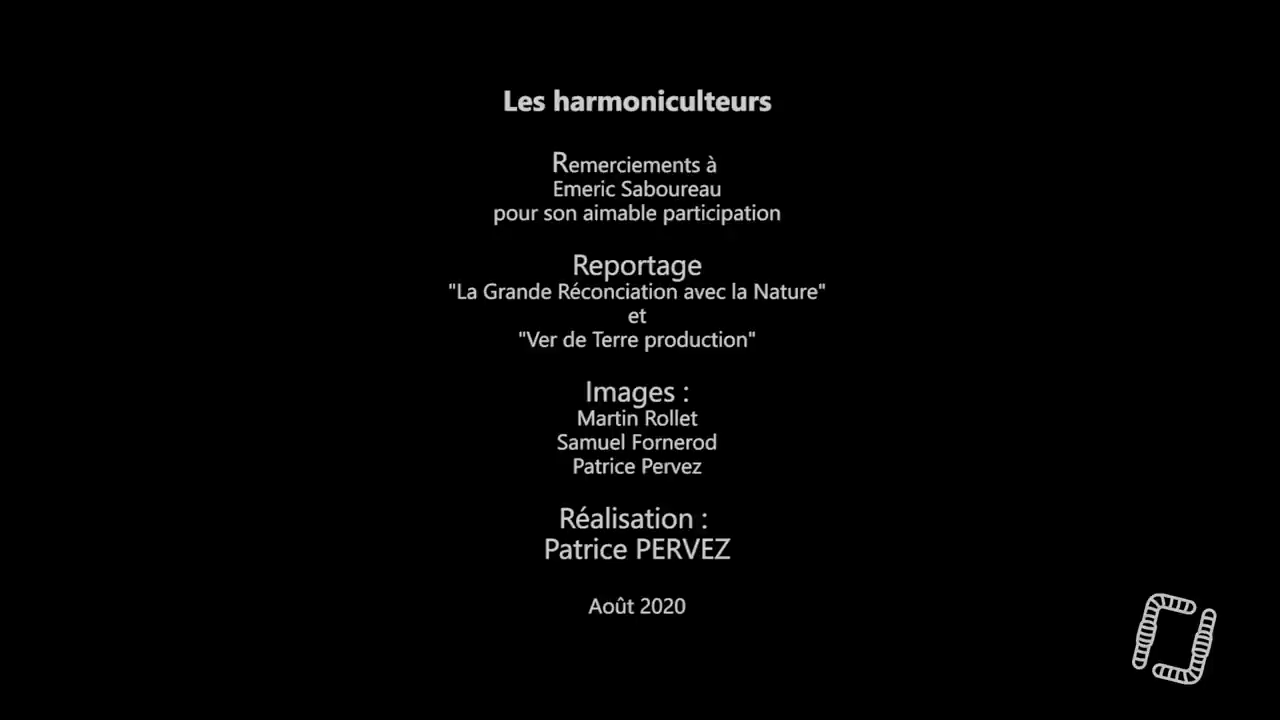 Les harmoniculteurs
Remerciements à
Emeric Saboureau
pour son aimable participation
Reportage
"La Grande Réconciation avec la Nature"
et
"Ver de Terre production"
Images :
Martin Rollet
Samuel Fornerod
Patrice Pervez
Réalisation :
Patrice PERVEZ
Août 2020